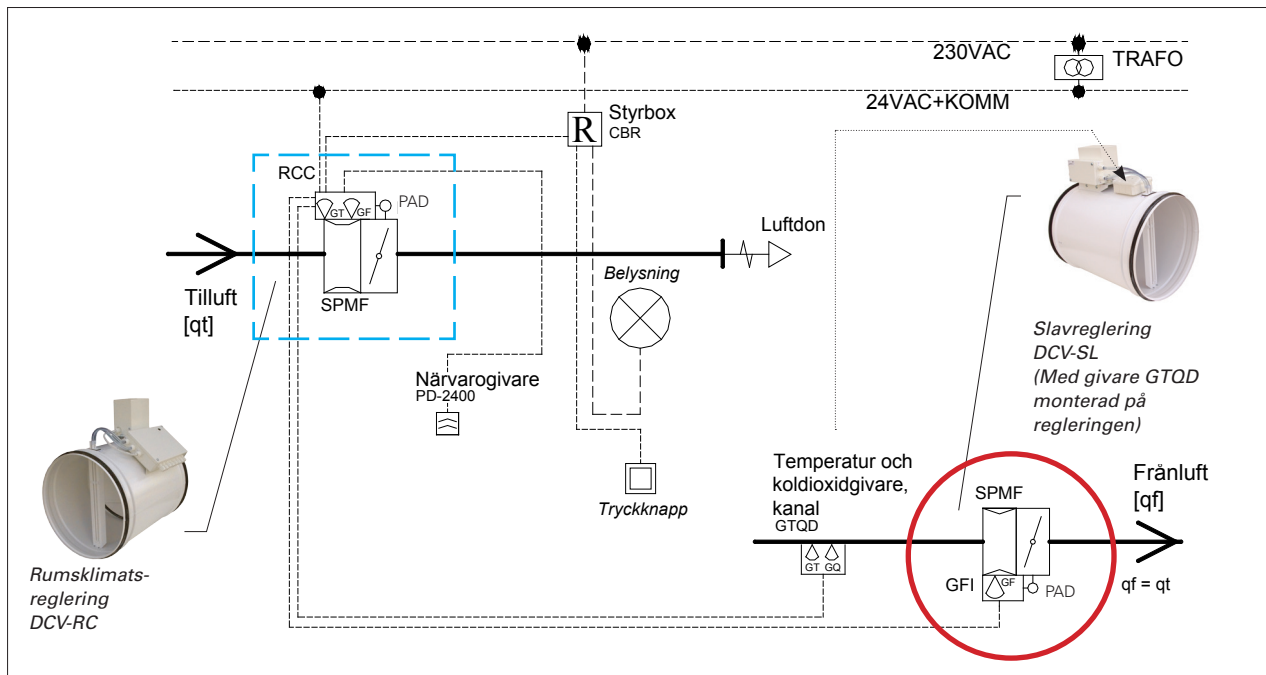 230VAC
TRAFO
24VAC+KOMM
Styrbox
CBR
R
RCC
GT
GF
PAD
Luftdon
Belysning
Tilluft
[qt]
SPMF
Slavreglering
DCV-SL
(Med givare GTQD
monterad på
regleringen)
Närvarogivare
PD-2400
Temperatur och
koldioxidgivare,
kanal
GTQD
SPMF
Frånluft
[qf]
Tryckknapp
GT
GQ
GFI
GF
PAD
qf = qt
Rumsklimats-
reglering
DCV-RC